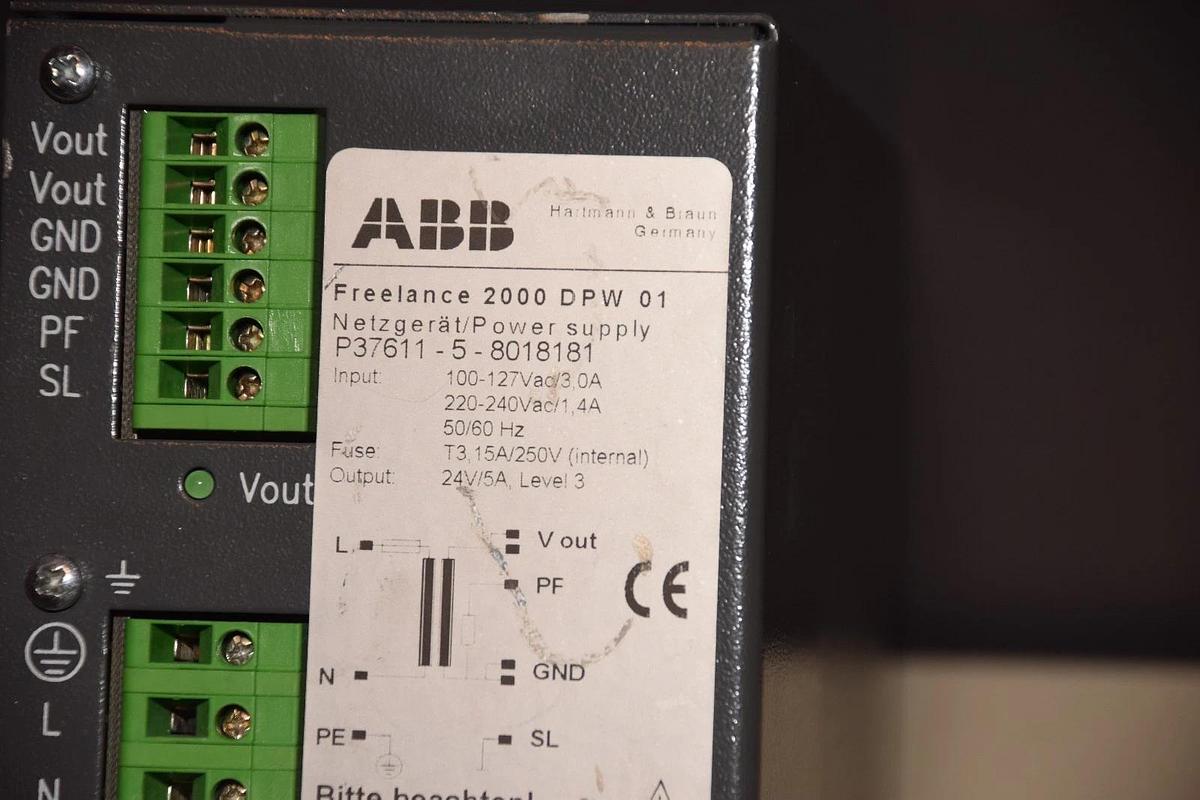 Vout
Vout
GND
GND
PF
SL
Vout
L
N
ABB
Hartmann & Braun
Germany
Freelance 2000 DPW 01
Netzgerät/Power supply
P37611 - 5 - 8018181
Input: 100-127Vac/3,0A
220-240Vac/1,4A
50/60 Hz
Fuse: T3,15A/250V (internal)
Output: 24V/5A, Level 3
L
V out
PF
CE
N
GND
PE
SL
Bitte beachten!